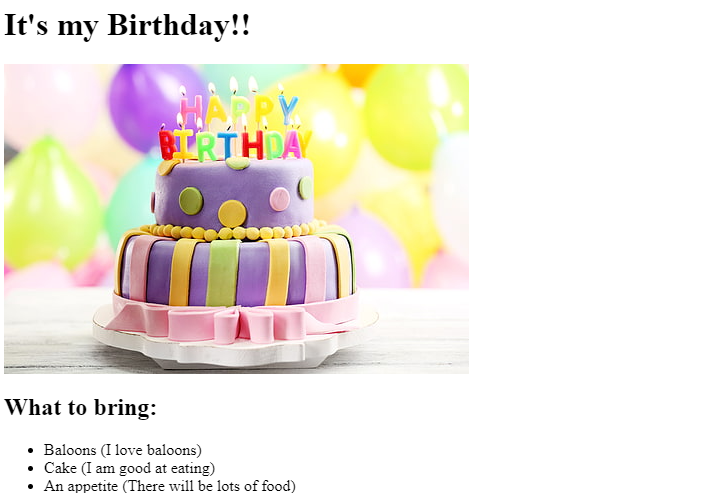 It's my Birthday!!
HAPPY
BIRTHDAY
What to bring:
Baloons (I love baloons)
Cake (I am good at eating)
An appetite (There will be lots of food)